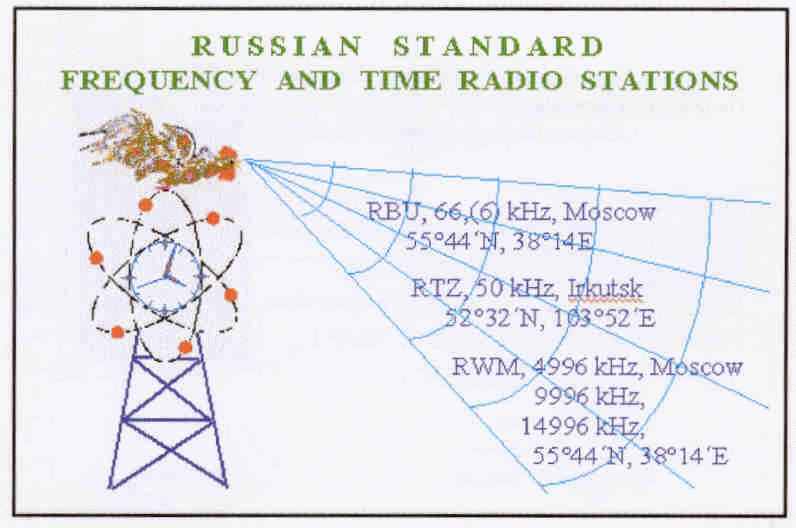 RUSSIAN STANDARD
FREQUENCY AND TIME RADIO STATIONS
RBU, 66,(6) kHz, Moscow
55°44´N, 38°14E
RTZ, 50 kHz, Irkutsk
52°32´N, 103°52´E
RWM, 4996 kHz, Moscow
9996 kHz,
14996 kHz,
55°44´N, 38°14´E